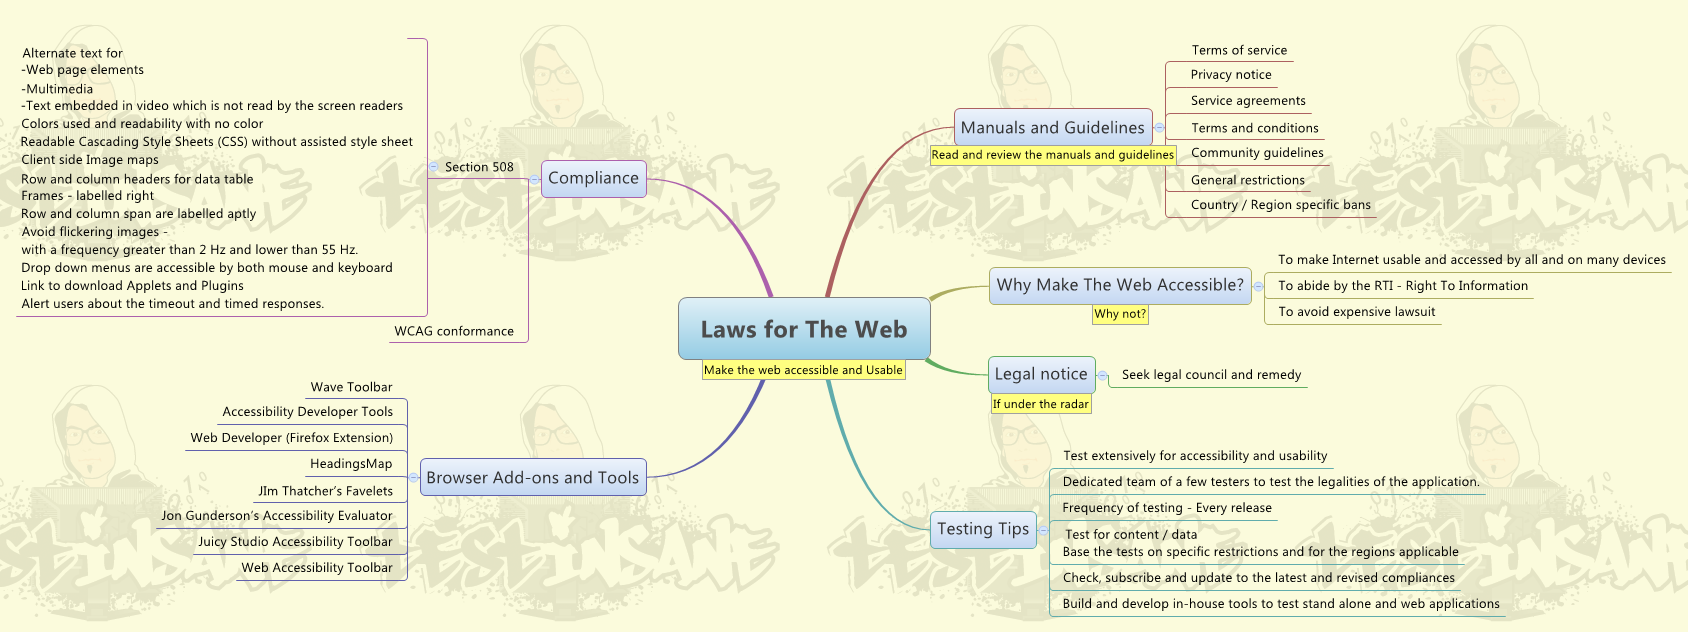 Laws for The Web
Make the web accessible and Usable
Manuals and Guidelines
Read and review the manuals and guidelines
Terms of service
Privacy notice
Service agreements
Terms and conditions
Community guidelines
General restrictions
Country / Region specific bans
Why Make The Web Accessible?
Why not?
To make Internet usable and accessed by all and on many devices
To abide by the RTI - Right To Information
To avoid expensive lawsuit
Legal notice
If under the radar
Seek legal council and remedy
Testing Tips
Test extensively for accessibility and usability
Dedicated team of a few testers to test the legalities of the application.
Frequency of testing - Every release
Test for content / data
Base the tests on specific restrictions and for the regions applicable
Check, subscribe and update to the latest and revised compliances
Build and develop in-house tools to test stand alone and web applications
Compliance
Section 508
Alternate text for
-Web page elements
-Multimedia
-Text embedded in video which is not read by the screen readers
Colors used and readability with no color
Readable Cascading Style Sheets (CSS) without assisted style sheet
Client side Image maps
Row and column headers for data table
Frames - labelled right
Row and column span are labelled aptly
Avoid flickering images -
with a frequency greater than 2 Hz and lower than 55 Hz.
Drop down menus are accessible by both mouse and keyboard
Link to download Applets and Plugins
Alert users about the timeout and timed responses.
WCAG conformance
Browser Add-ons and Tools
Wave Toolbar
Accessibility Developer Tools
Web Developer (Firefox Extension)
HeadingsMap
JIm Thatcher's Favelets
Jon Gunderson's Accessibility Evaluator
Juicy Studio Accessibility Toolbar
Web Accessibility Toolbar